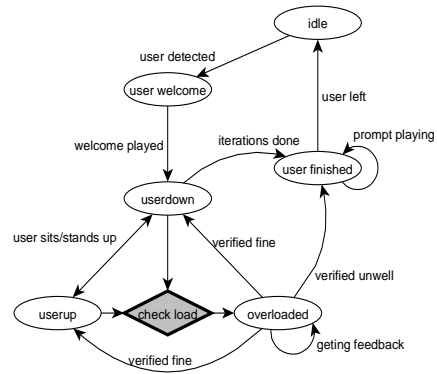 idle
user detected
user welcome
user left
welcome played
iterations done
prompt playing
user finished
userdown
user sits/stands up
verified fine
verified unwell
userup
check load
overloaded
geting feedback
verified fine